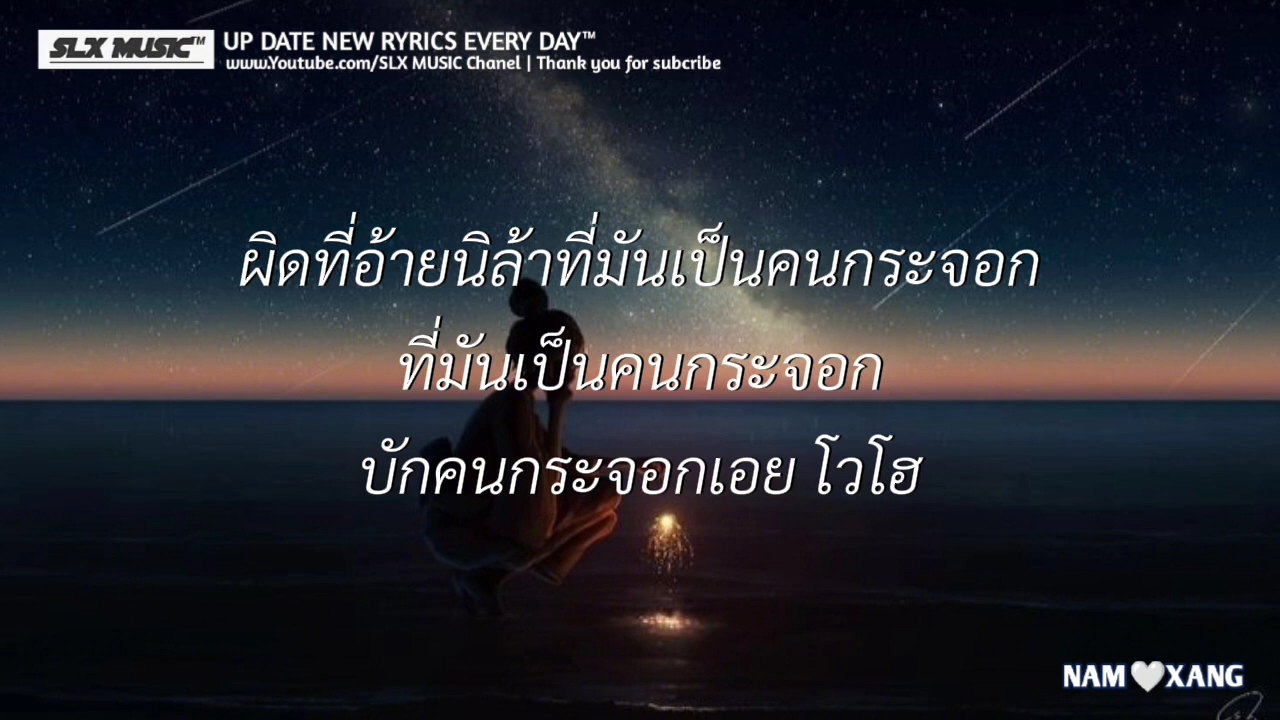 SLX MUSIC™
UP DATE NEW RYRICS EVERY DAY™
www.Youtube.com/SLX MUSIC Chanel | Thank you for subcribe
ผิดที่อ้ายนิล้าที่มันเป็นคนกระจอก
ที่มันเป็นคนกระจอก
บักคนกระจอกเอย โวโฮ
NAM🤍XANG